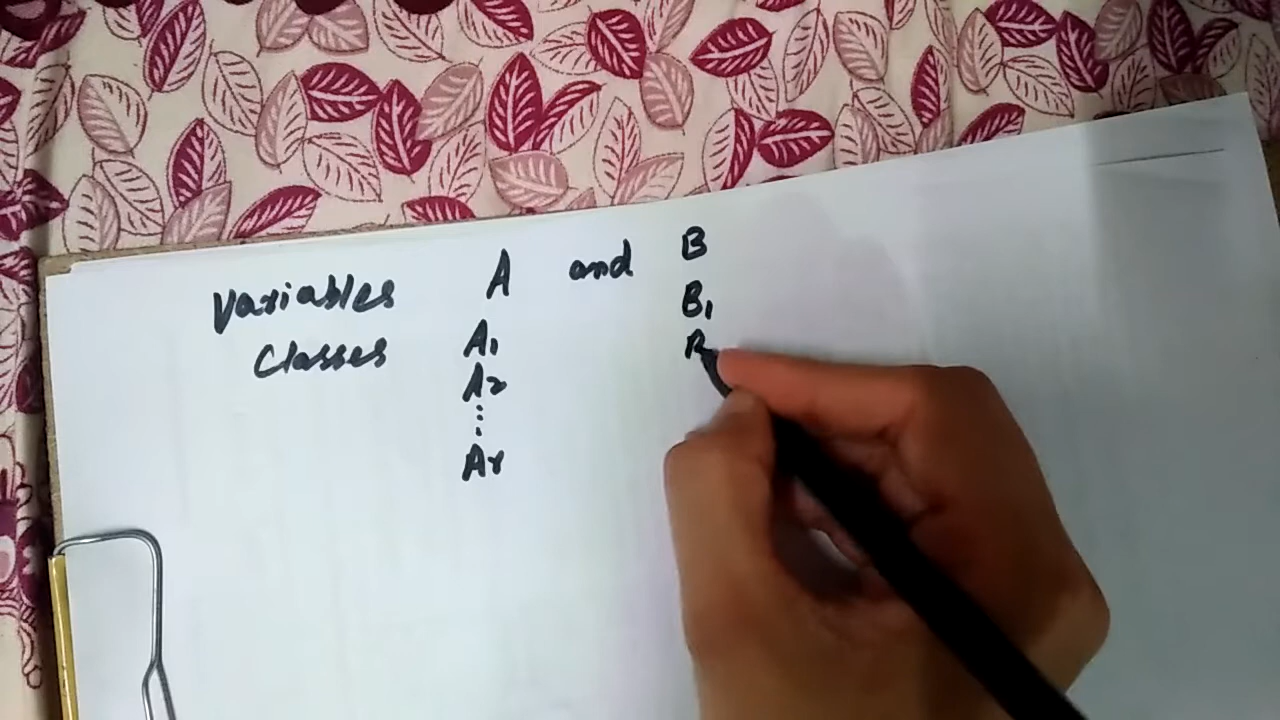 Variables A and B
Classes A1 B1
A2 B
⋮
Ar